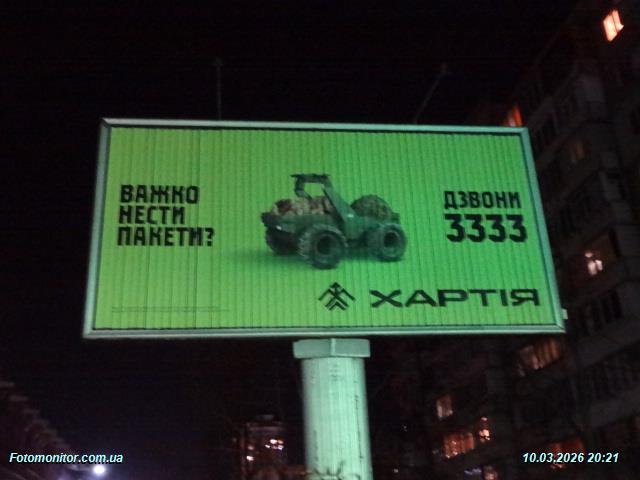 ВАЖКО
НЕСТИ
ПАКЕТИ?
ДЗВОНИ
3333
ХАРТІЯ
Fotomonitor.com.ua
10.03.2026 20:21